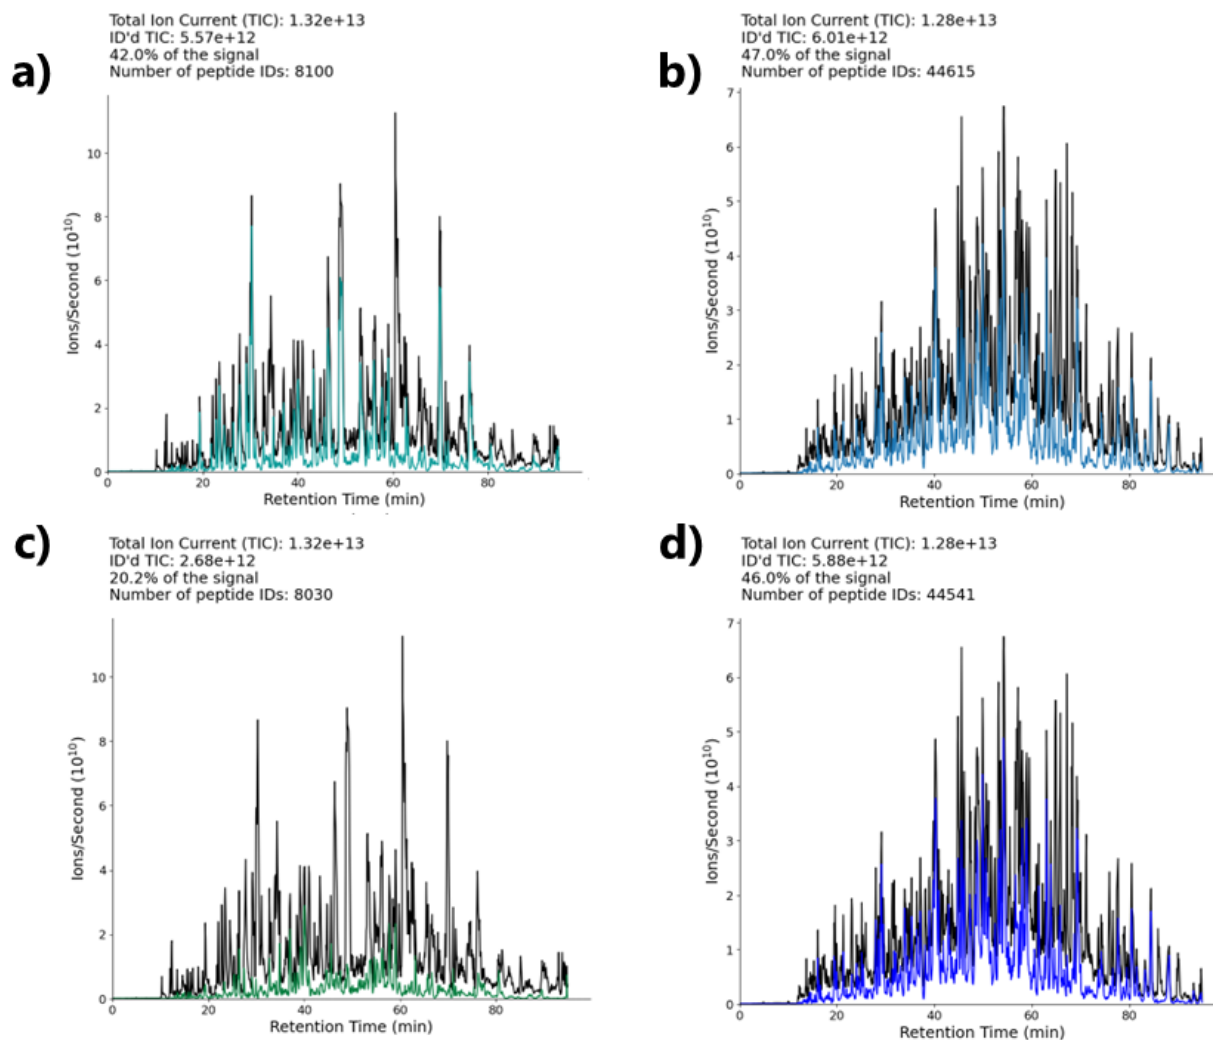 a)
Total Ion Current (TIC): 1.32e+13
ID'd TIC: 5.57e+12
42.0% of the signal
Number of peptide IDs: 8100
10
8
6
4
2
0
Ions/Second (10¹⁰)
0 20 40 60 80
Retention Time (min)
b)
Total Ion Current (TIC): 1.28e+13
ID'd TIC: 6.01e+12
47.0% of the signal
Number of peptide IDs: 44615
7
6
5
4
3
2
1
0
Ions/Second (10¹⁰)
0 20 40 60 80
Retention Time (min)
c)
Total Ion Current (TIC): 1.32e+13
ID'd TIC: 2.68e+12
20.2% of the signal
Number of peptide IDs: 8030
10
8
6
4
2
0
Ions/Second (10¹⁰)
0 20 40 60 80
Retention Time (min)
d)
Total Ion Current (TIC): 1.28e+13
ID'd TIC: 5.88e+12
46.0% of the signal
Number of peptide IDs: 44541
7
6
5
4
3
2
1
0
Ions/Second (10¹⁰)
0 20 40 60 80
Retention Time (min)